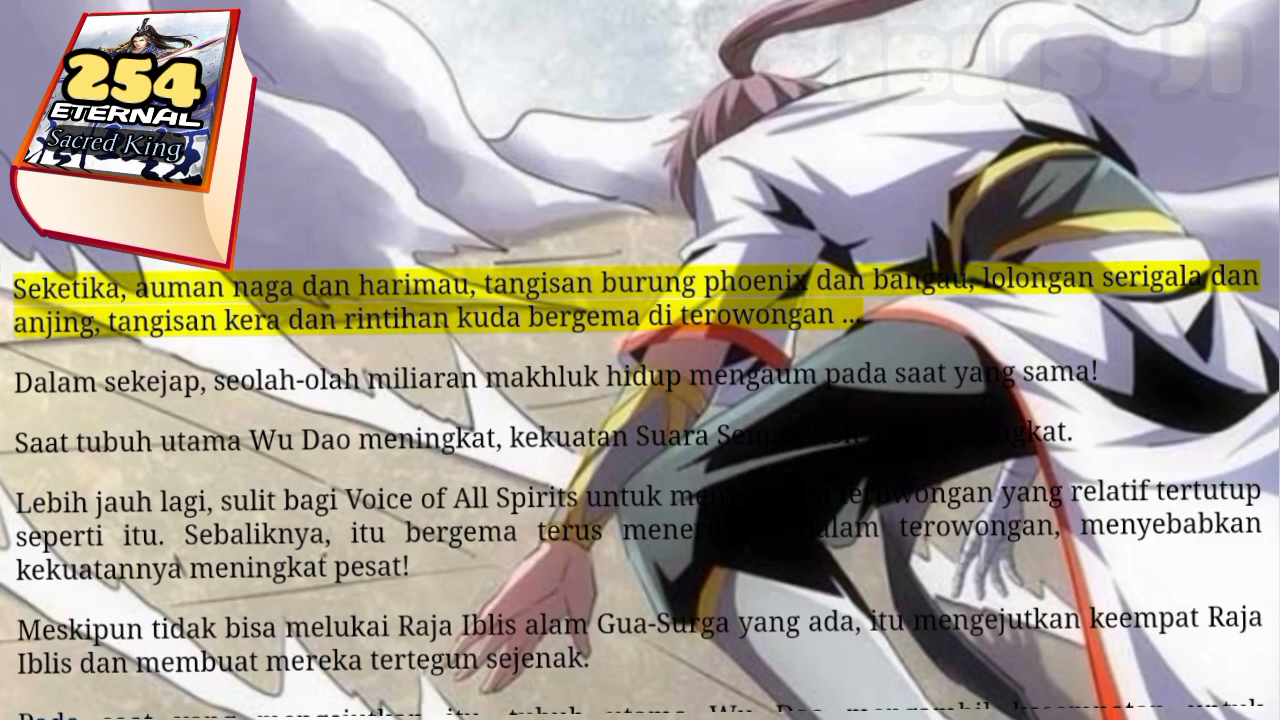 254
ETERNAL
Sacred King
Seketika, auman naga dan harimau, tangisan burung phoenix dan bangau, lolongan serigala dan
anjing, tangisan kera dan rintihan kuda bergema di terowongan ...
Dalam sekejap, seolah-olah miliaran makhluk hidup mengaum pada saat yang sama!
Saat tubuh utama Wu Dao meningkat, kekuatan Suara
Lebih jauh lagi, sulit bagi Voice of All Spirits untuk terowongan yang relatif tertutup
seperti itu. Sebaliknya, itu bergema terus dalam terowongan, menyebabkan
kekuatannya meningkat pesat!
Meskipun tidak bisa melukai Raja Iblis alam Gua-Surga yang ada, itu mengejutkan keempat Raja
Iblis dan membuat mereka tertegun sejenak.